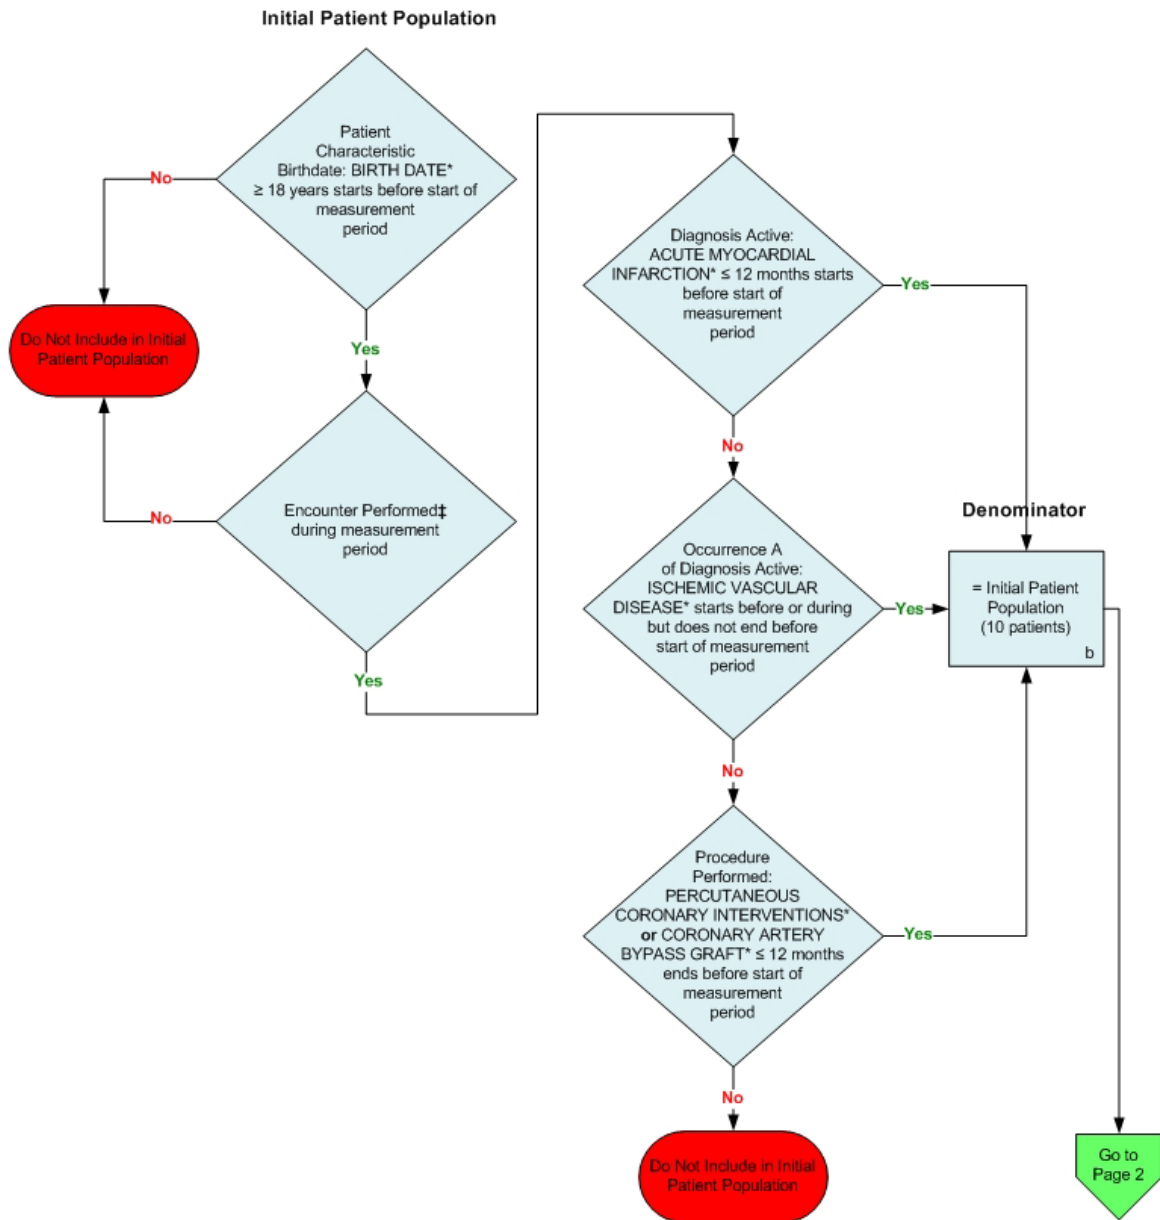 Initial Patient Population
Patient
Characteristic
Birthdate: BIRTH DATE*
≥ 18 years starts before start of
measurement
period
No
Do Not Include in Initial
Patient Population
Yes
Encounter Performed‡
during measurement
period
No
Yes
Diagnosis Active:
ACUTE MYOCARDIAL
INFARCTION* ≤ 12 months starts
before start of
measurement
period
Yes
No
Occurrence A
of Diagnosis Active:
ISCHEMIC VASCULAR
DISEASE* starts before or during
but does not end before
start of measurement
period
Yes
No
Denominator
= Initial Patient
Population
(10 patients)
b
Procedure
Performed:
PERCUTANEOUS
CORONARY INTERVENTIONS*
or CORONARY ARTERY
BYPASS GRAFT* ≤ 12 months
ends before start of
measurement
period
Yes
No
Do Not Include in Initial
Patient Population
Go to
Page 2